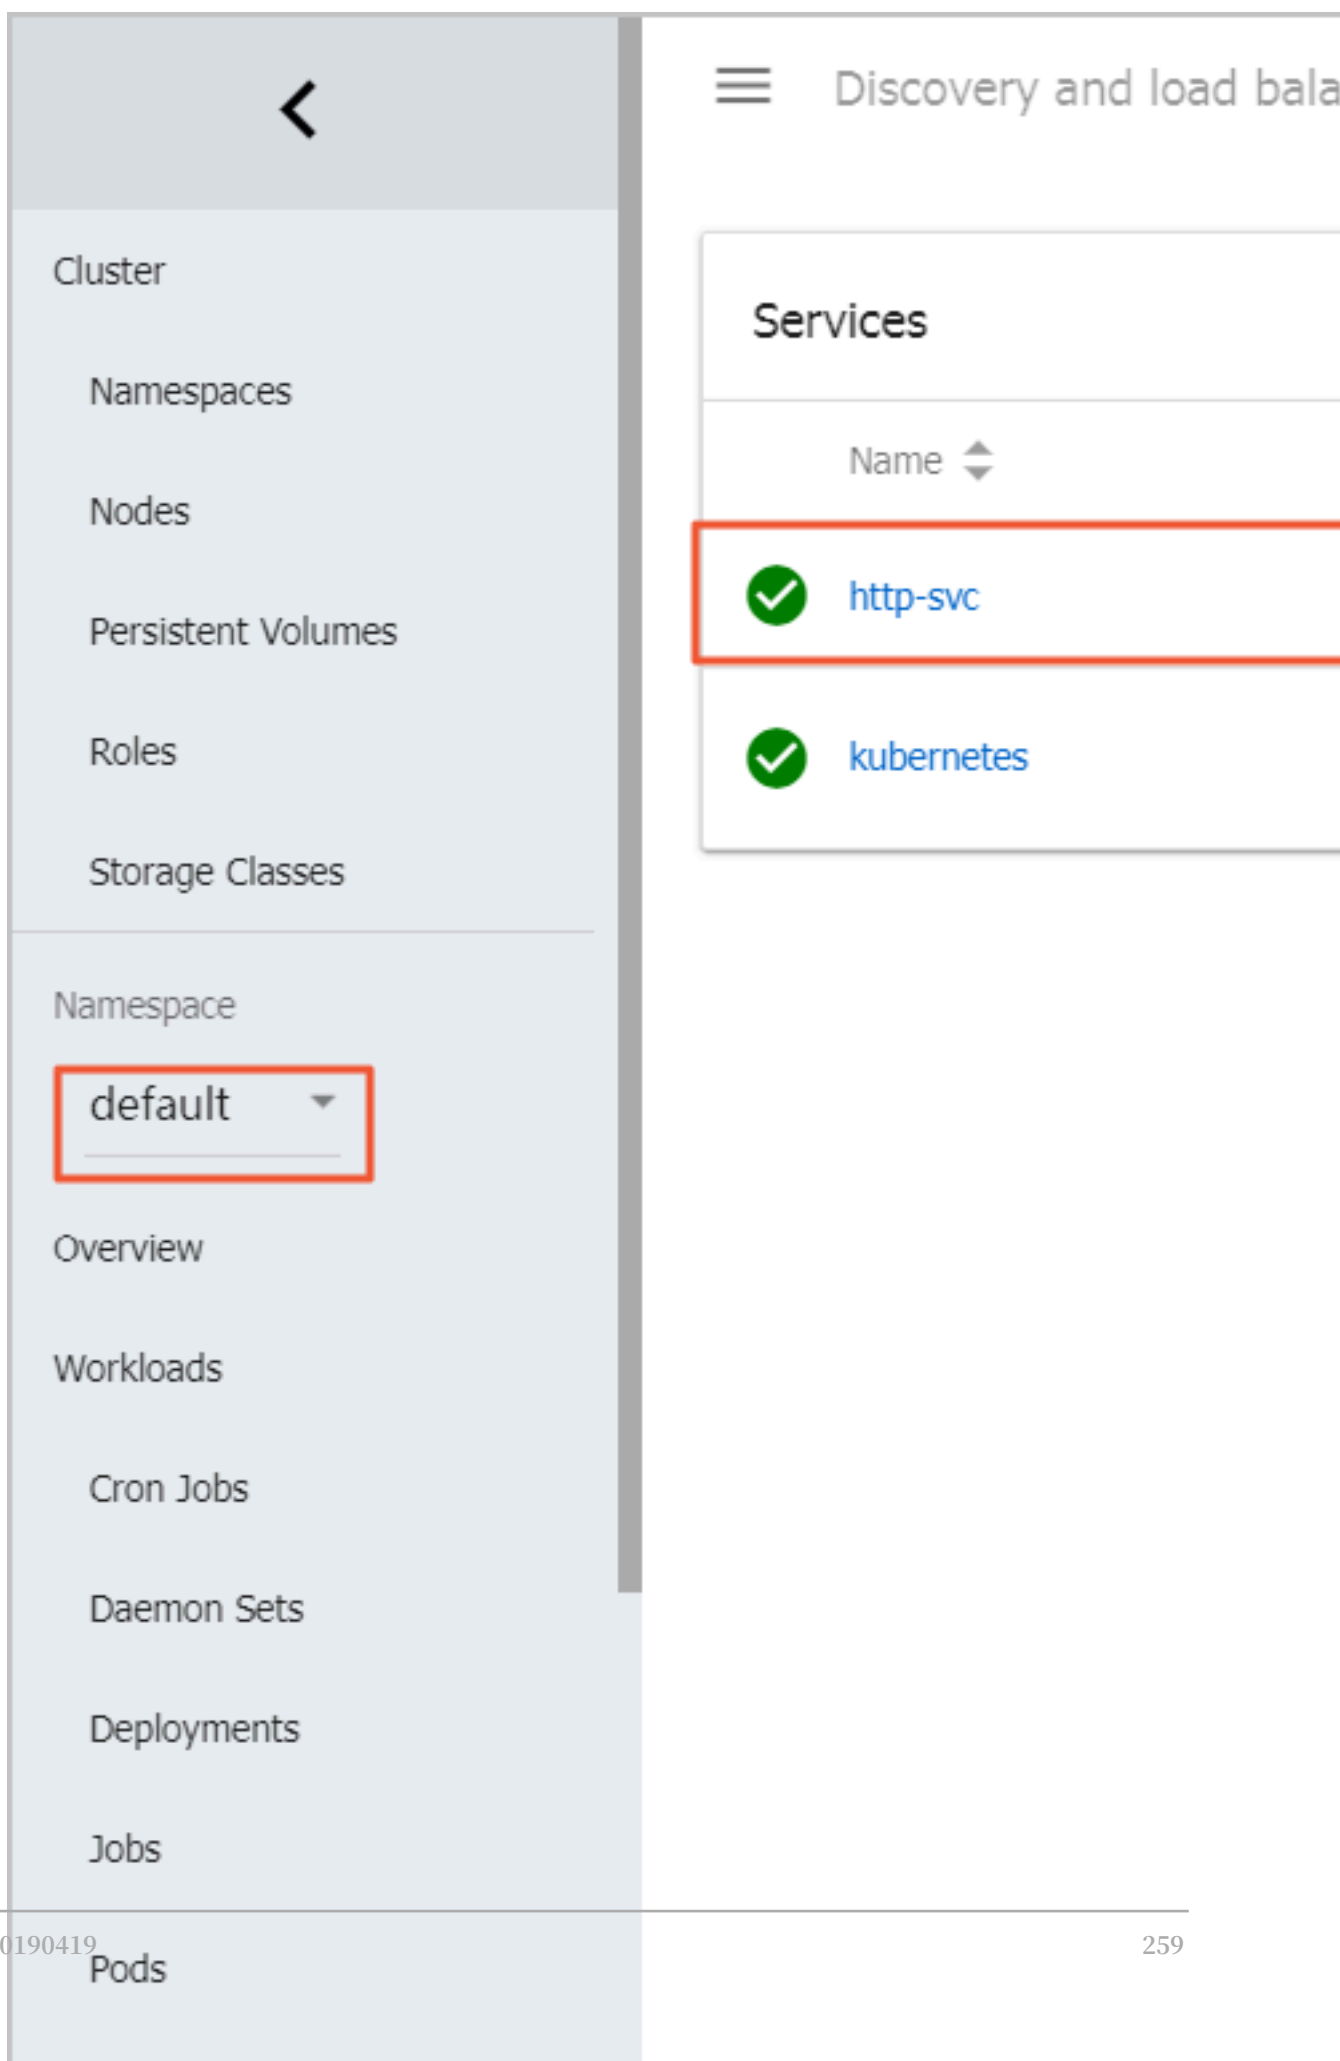 Discovery and load bala
Cluster
Namespaces
Nodes
Persistent Volumes
Roles
Storage Classes
Namespace
default
Overview
Workloads
Cron Jobs
Daemon Sets
Deployments
Jobs
Pods
Services
Name
http-svc
kubernetes
0190419
259